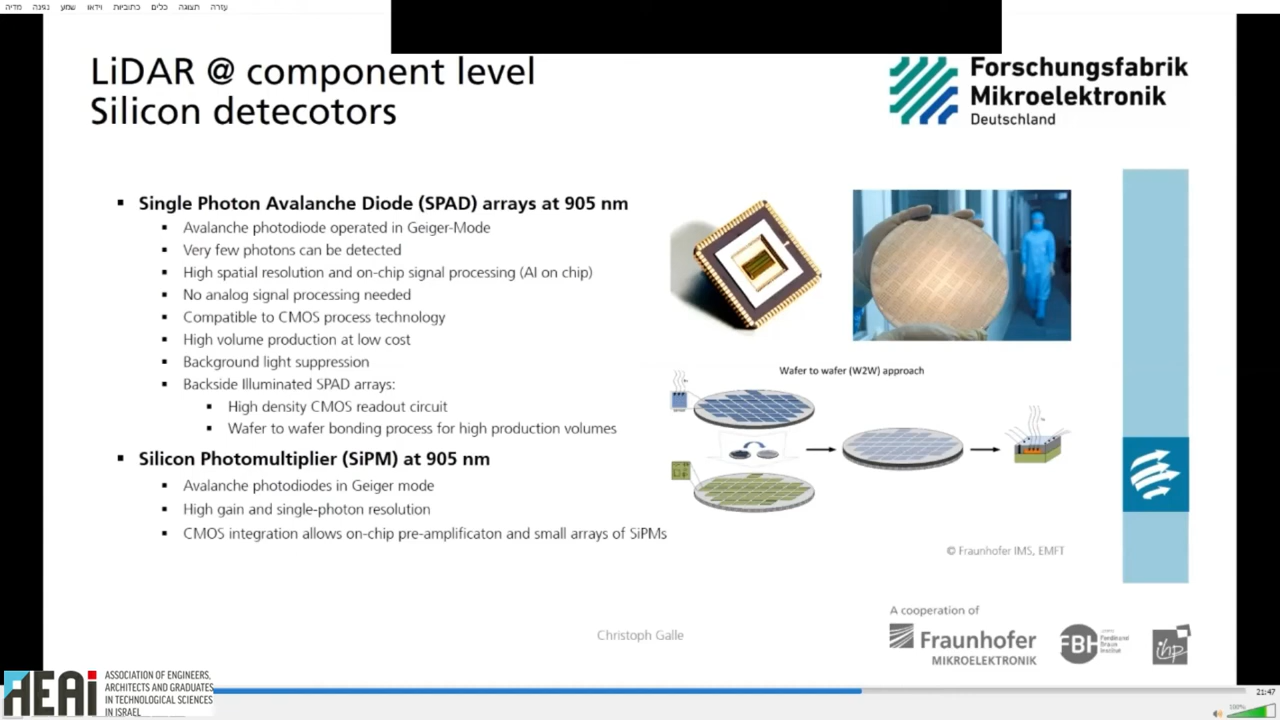 מדיה נגינה שמע וידאו כתוביות כלים תצוגה עזרה
LiDAR @ component level
Silicon detecotors
Forschungsfabrik
Mikroelektronik
Deutschland
▪ Single Photon Avalanche Diode (SPAD) arrays at 905 nm
▪ Avalanche photodiode operated in Geiger-Mode
▪ Very few photons can be detected
▪ High spatial resolution and on-chip signal processing (AI on chip)
▪ No analog signal processing needed
▪ Compatible to CMOS process technology
▪ High volume production at low cost
▪ Background light suppression
▪ Backside Illuminated SPAD arrays:
▪ High density CMOS readout circuit
▪ Wafer to wafer bonding process for high production volumes
▪ Silicon Photomultiplier (SiPM) at 905 nm
▪ Avalanche photodiodes in Geiger mode
▪ High gain and single-photon resolution
▪ CMOS integration allows on-chip pre-amplificaton and small arrays of SiPMs
Wafer to wafer (W2W) approach
© Fraunhofer IMS, EMFT
Christoph Galle
A cooperation of
Fraunhofer
MIKROELEKTRONIK
FBH
Ferdinand
Braun
Institut
ihp
AEAi
ASSOCIATION OF ENGINEERS,
ARCHITECTS AND GRADUATES
IN TECHNOLOGICAL SCIENCES
IN ISRAEL
21:47
100%